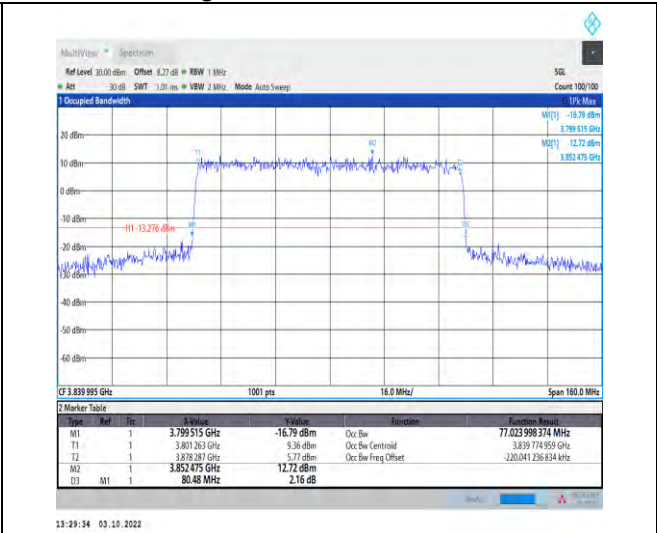 MultiView Spectrum
Ref Level 30.00 dBm Offset 8.27 dB RBW 1 MHz SGL
Att 30 dB SWT 1.01 ms VBW 2 MHz Mode Auto Sweep Count 100/100
1 Occupied Bandwidth 1Pk Max
M1[1] -16.79 dBm
3.799 515 GHz
M2[1] 12.72 dBm
3.852 475 GHz
20 dBm
M2
T1
10 dBm
0 dBm
-10 dBm
H1 -13.276 dBm
M1
-20 dBm
-30 dBm
-40 dBm
-50 dBm
-60 dBm
CF 3.839 995 GHz 1001 pts 16.0 MHz/ Span 160.0 MHz
2 Marker Table
Type Ref Trc X-Value Y-Value Function Function Result
M1 1 3.799 515 GHz -16.79 dBm Occ Bw 77.023 998 374 MHz
T1 1 3.801 263 GHz 9.36 dBm Occ Bw Centroid 3.839 774 959 GHz
T2 1 3.878 287 GHz 5.77 dBm Occ Bw Freq Offset -220.041 236 834 kHz
M2 1 3.852 475 GHz 12.72 dBm
D3 M1 1 80.48 MHz 2.16 dB
13:29:34 03.10.2022